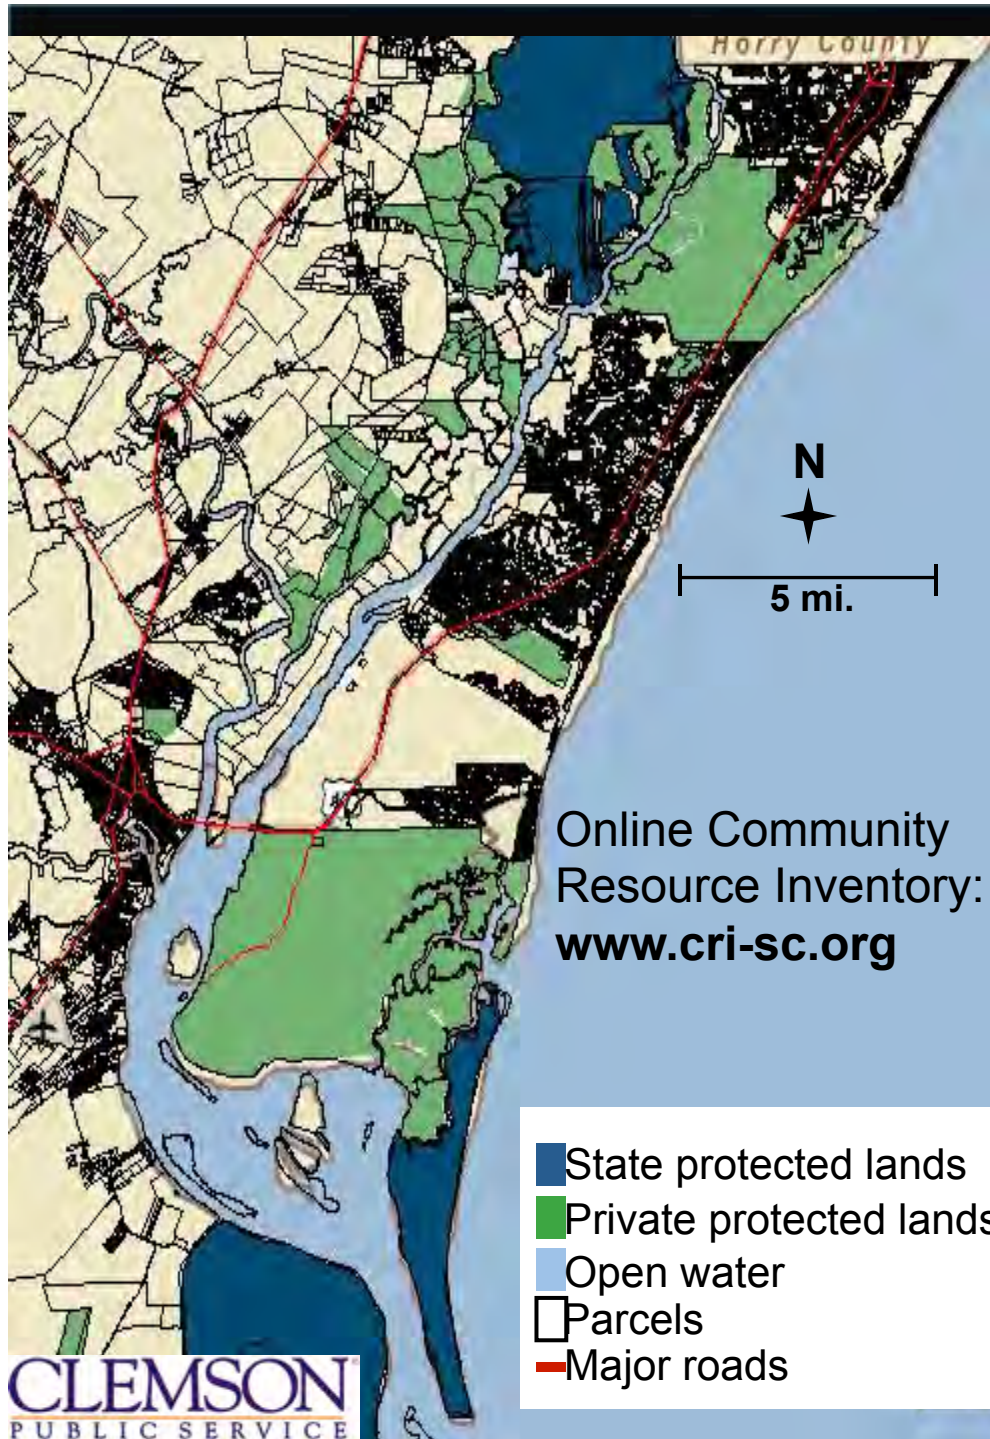 Horry County
N
5 mi.
Online Community
Resource Inventory:
www.cri-sc.org
State protected lands
Private protected lands
Open water
Parcels
Major roads
CLEMSON
PUBLIC SERVICE